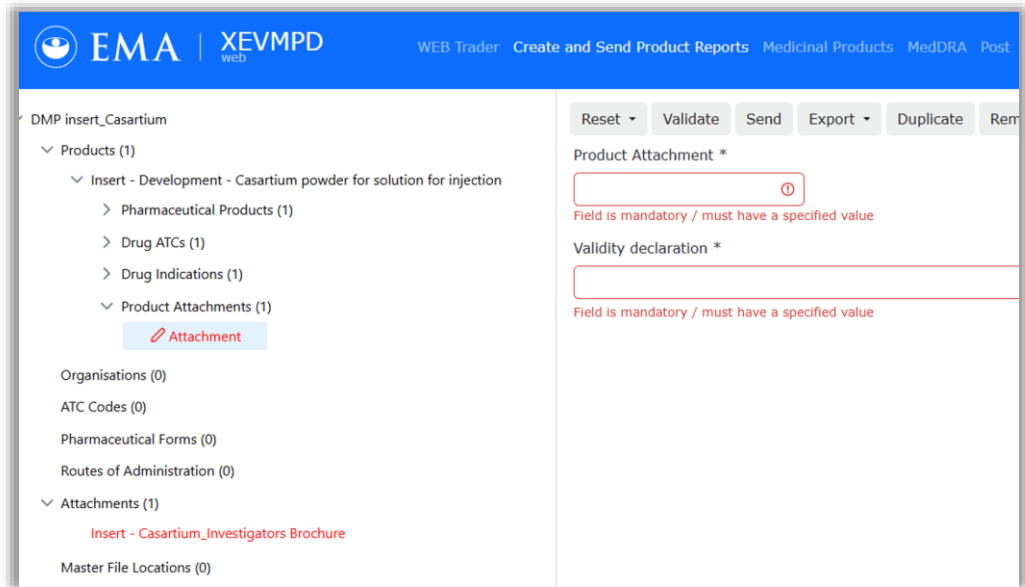 EMA | XEVMPD
web
WEB Trader Create and Send Product Reports Medicinal Products MedDRA Post
DMP insert_Casartium
Products (1)
Insert - Development - Casartium powder for solution for injection
Pharmaceutical Products (1)
Drug ATCs (1)
Drug Indications (1)
Product Attachments (1)
Attachment
Organisations (0)
ATC Codes (0)
Pharmaceutical Forms (0)
Routes of Administration (0)
Attachments (1)
Insert - Casartium_Investigators Brochure
Master File Locations (0)
Reset Validate Send Export Duplicate Rem
Product Attachment *
Field is mandatory / must have a specified value
Validity declaration *
Field is mandatory / must have a specified value